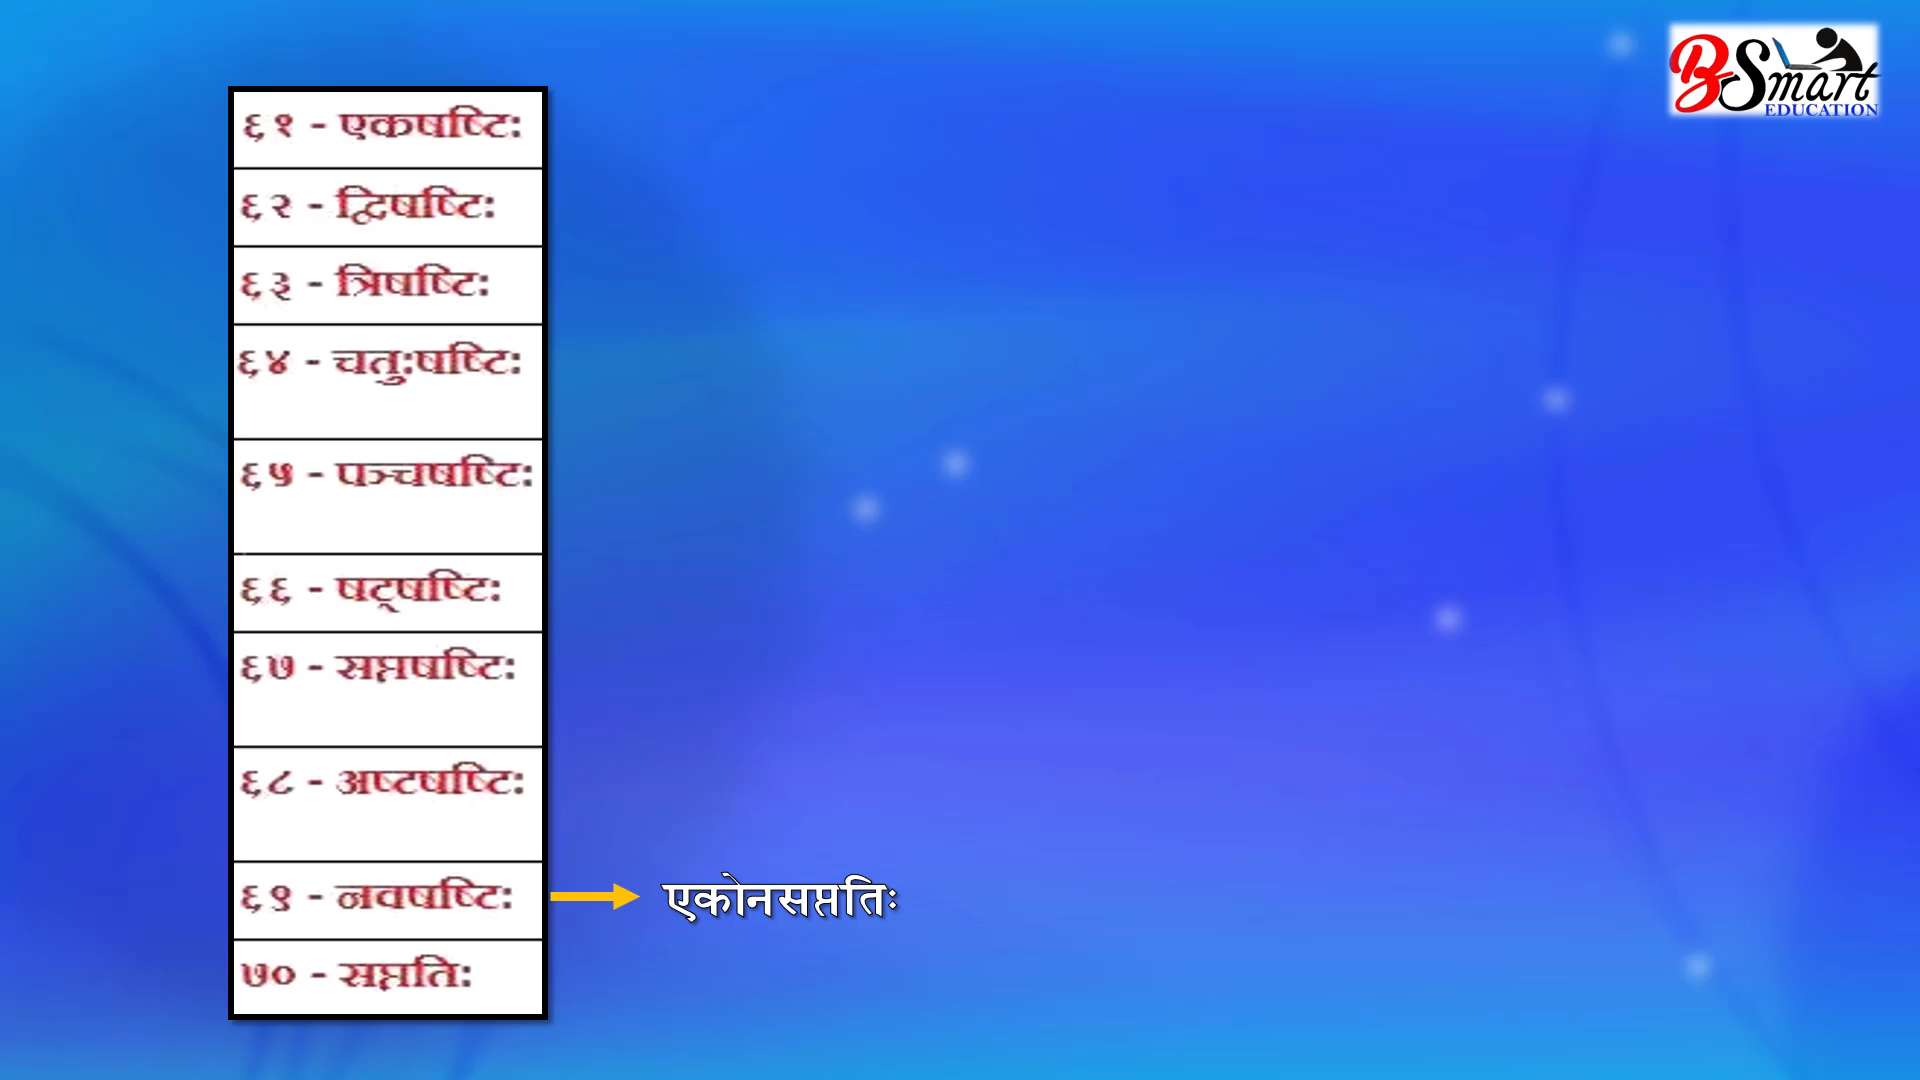 BSmart
EDUCATION
६१ - एकषष्टिः
६२ - द्विषष्टिः
६३ - त्रिषष्टिः
६४ - चतुःषष्टिः
६५ - पञ्चषष्टिः
६६ - षट्षष्टिः
६७ - सप्तषष्टिः
६८ - अष्टषष्टिः
६९ - नवषष्टिः → एकोनसप्ततिः
७० - सप्ततिः